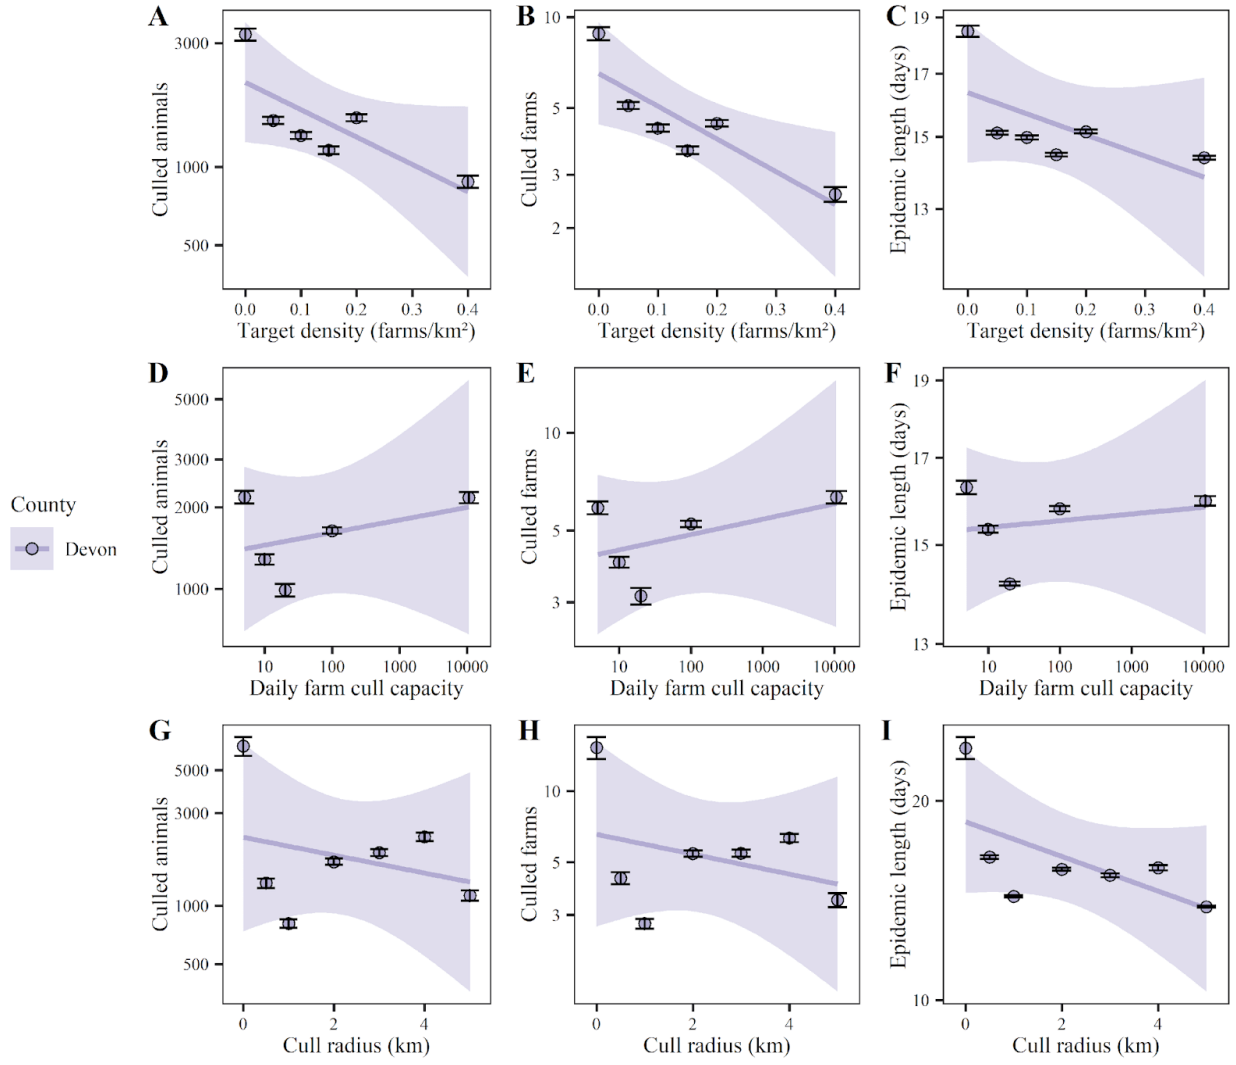 A
B
C
3000
1000
500
Culled animals
0.0 0.1 0.2 0.3 0.4
Target density (farms/km²)
10
5
3
2
Culled farms
0.0 0.1 0.2 0.3 0.4
Target density (farms/km²)
19
17
15
13
Epidemic length (days)
0.0 0.1 0.2 0.3 0.4
Target density (farms/km²)
D
E
F
5000
3000
2000
1000
Culled animals
10 100 1000 10000
Daily farm cull capacity
10
5
3
Culled farms
10 100 1000 10000
Daily farm cull capacity
19
17
15
13
Epidemic length (days)
10 100 1000 10000
Daily farm cull capacity
County
Devon
G
H
I
5000
3000
1000
500
Culled animals
0 2 4
Cull radius (km)
10
5
3
Culled farms
0 2 4
Cull radius (km)
20
10
Epidemic length (days)
0 2 4
Cull radius (km)